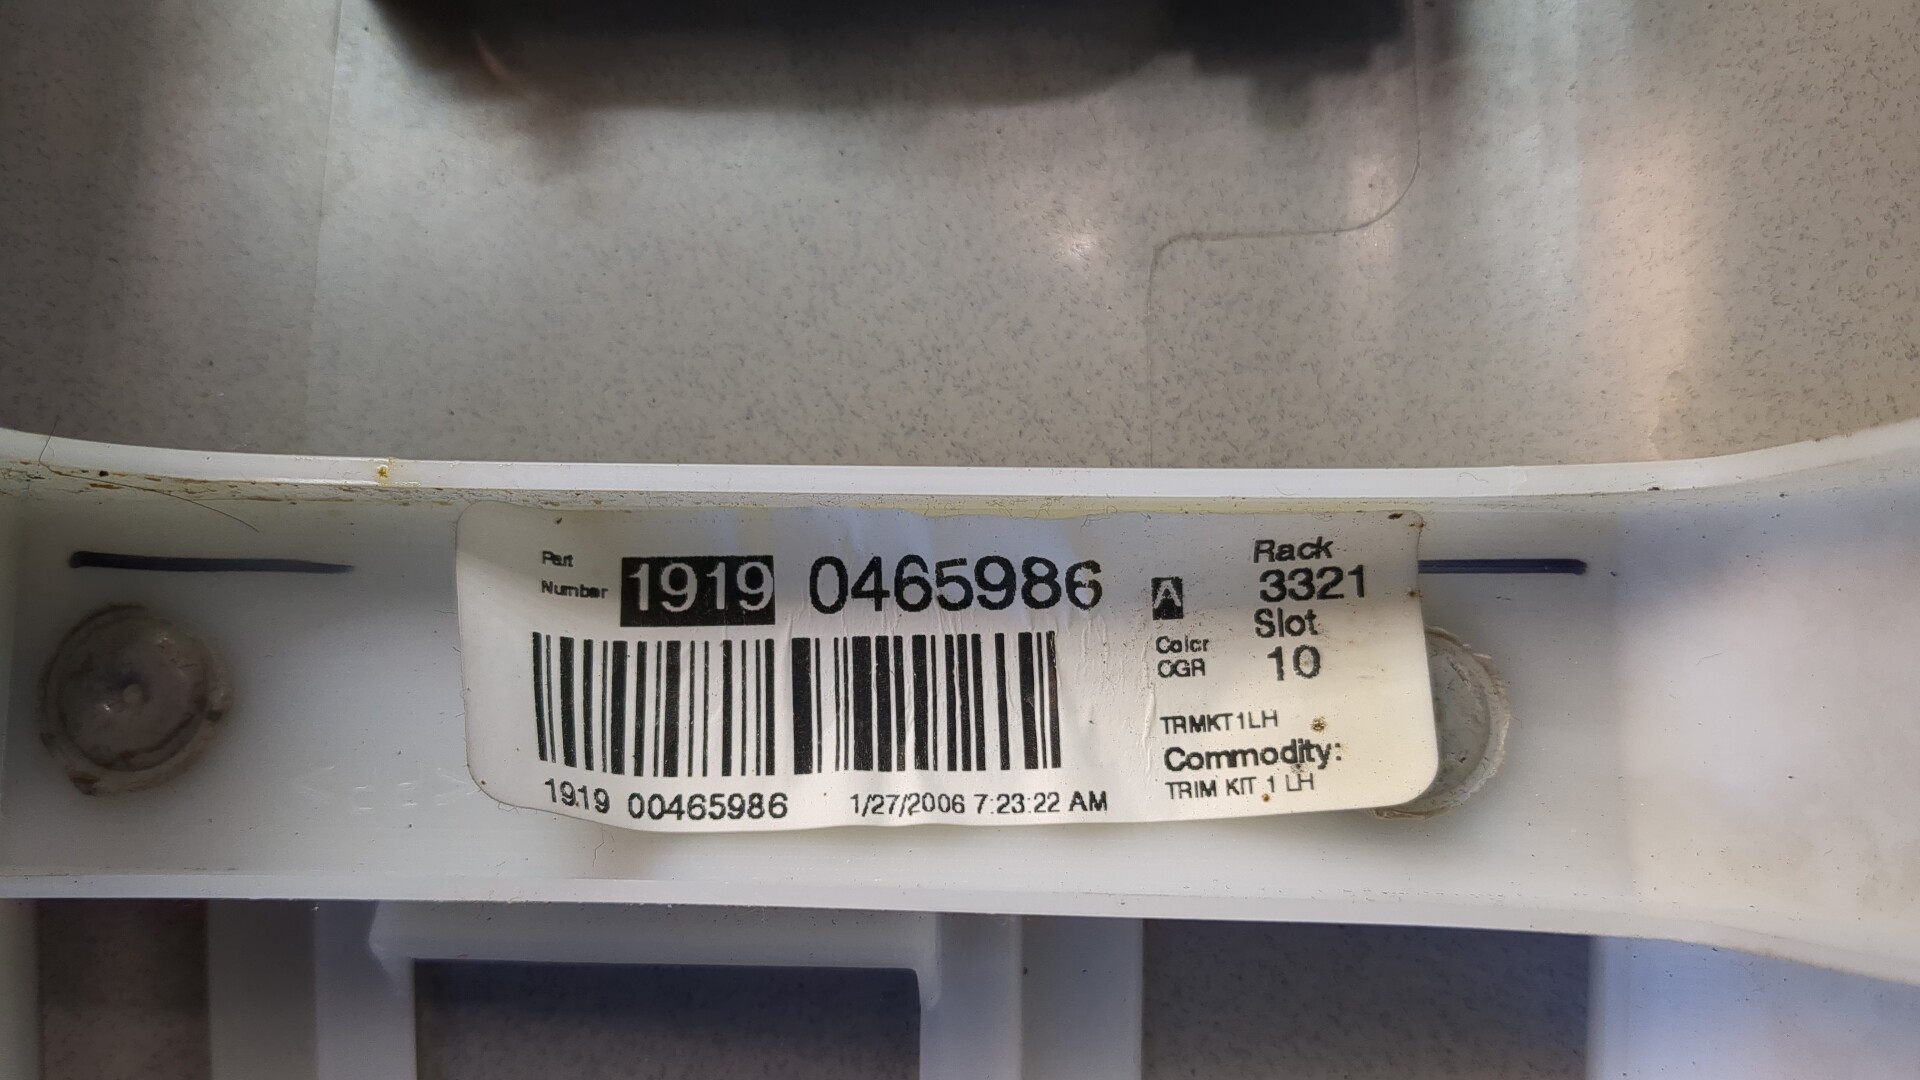 Part
Number 1919 0465986 A
Rack
3321
Slot
10
Color
CGR
TRMKT1LH
Commodity:
TRIM KIT 1 LH
1919 00465986 1/27/2006 7:23:22 AM